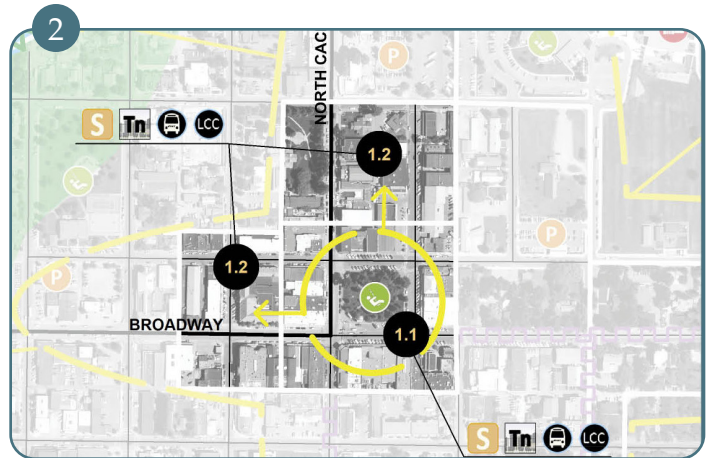 2
P
NORTH CAC
S Tn LCC
1.2
P
1.2
P
BROADWAY
1.1
S Tn LCC